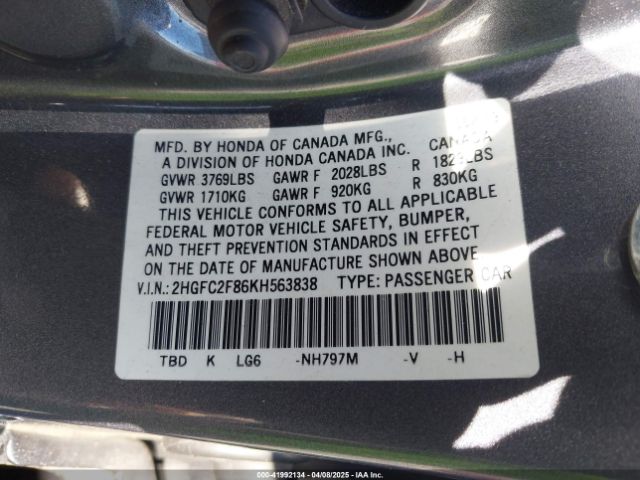 MFD. BY HONDA OF CANADA MFG., CANADA
A DIVISION OF HONDA CANADA INC.
GVWR 3769LBS GAWR F 2028LBS R 1829LBS
GVWR 1710KG GAWR F 920KG R 830KG
THIS VEHICLE CONFORMS TO ALL APPLICABLE
FEDERAL MOTOR VEHICLE SAFETY, BUMPER,
AND THEFT PREVENTION STANDARDS IN EFFECT
ON THE DATE OF MANUFACTURE SHOWN ABOVE.
V.I.N.: 2HGFC2F86KH563838 TYPE: PASSENGER CAR
TBD K LG6 -NH797M -V -H
000-41992134 - 04/08/2025 - IAA Inc.